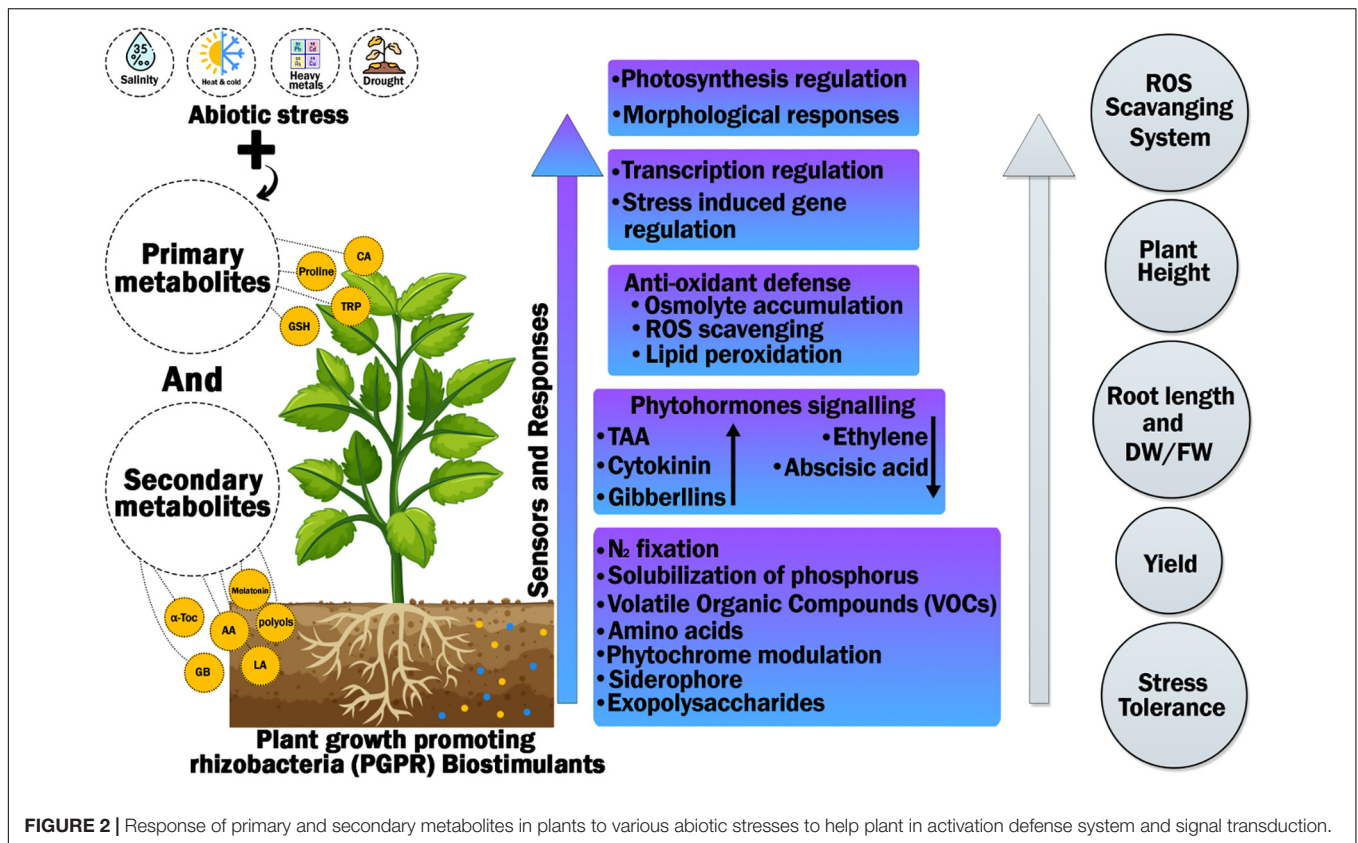 35
‰
Salinity
Heat & cold
Pb
Cd
Heavy
metals
Drought
Abiotic stress
+
Primary
metabolites
CA
Proline
TRP
GSH
And
Secondary
metabolites
Melatonin
α-Toc
AA
polyols
GB
LA
Plant growth promoting
rhizobacteria (PGPR) Biostimulants
Sensors and Responses
•Photosynthesis regulation
•Morphological responses
•Transcription regulation
•Stress induced gene
regulation
Anti-oxidant defense
• Osmolyte accumulation
• ROS scavenging
• Lipid peroxidation
Phytohormones signalling
•TAA
•Cytokinin
•Gibberllins
•Ethylene
•Abscisic acid
•N₂ fixation
•Solubilization of phosphorus
•Volatile Organic Compounds (VOCs)
•Amino acids
•Phytochrome modulation
•Siderophore
•Exopolysaccharides
ROS
Scavanging
System
Plant
Height
Root length
and
DW/FW
Yield
Stress
Tolerance
FIGURE 2 | Response of primary and secondary metabolites in plants to various abiotic stresses to help plant in activation defense system and signal transduction.